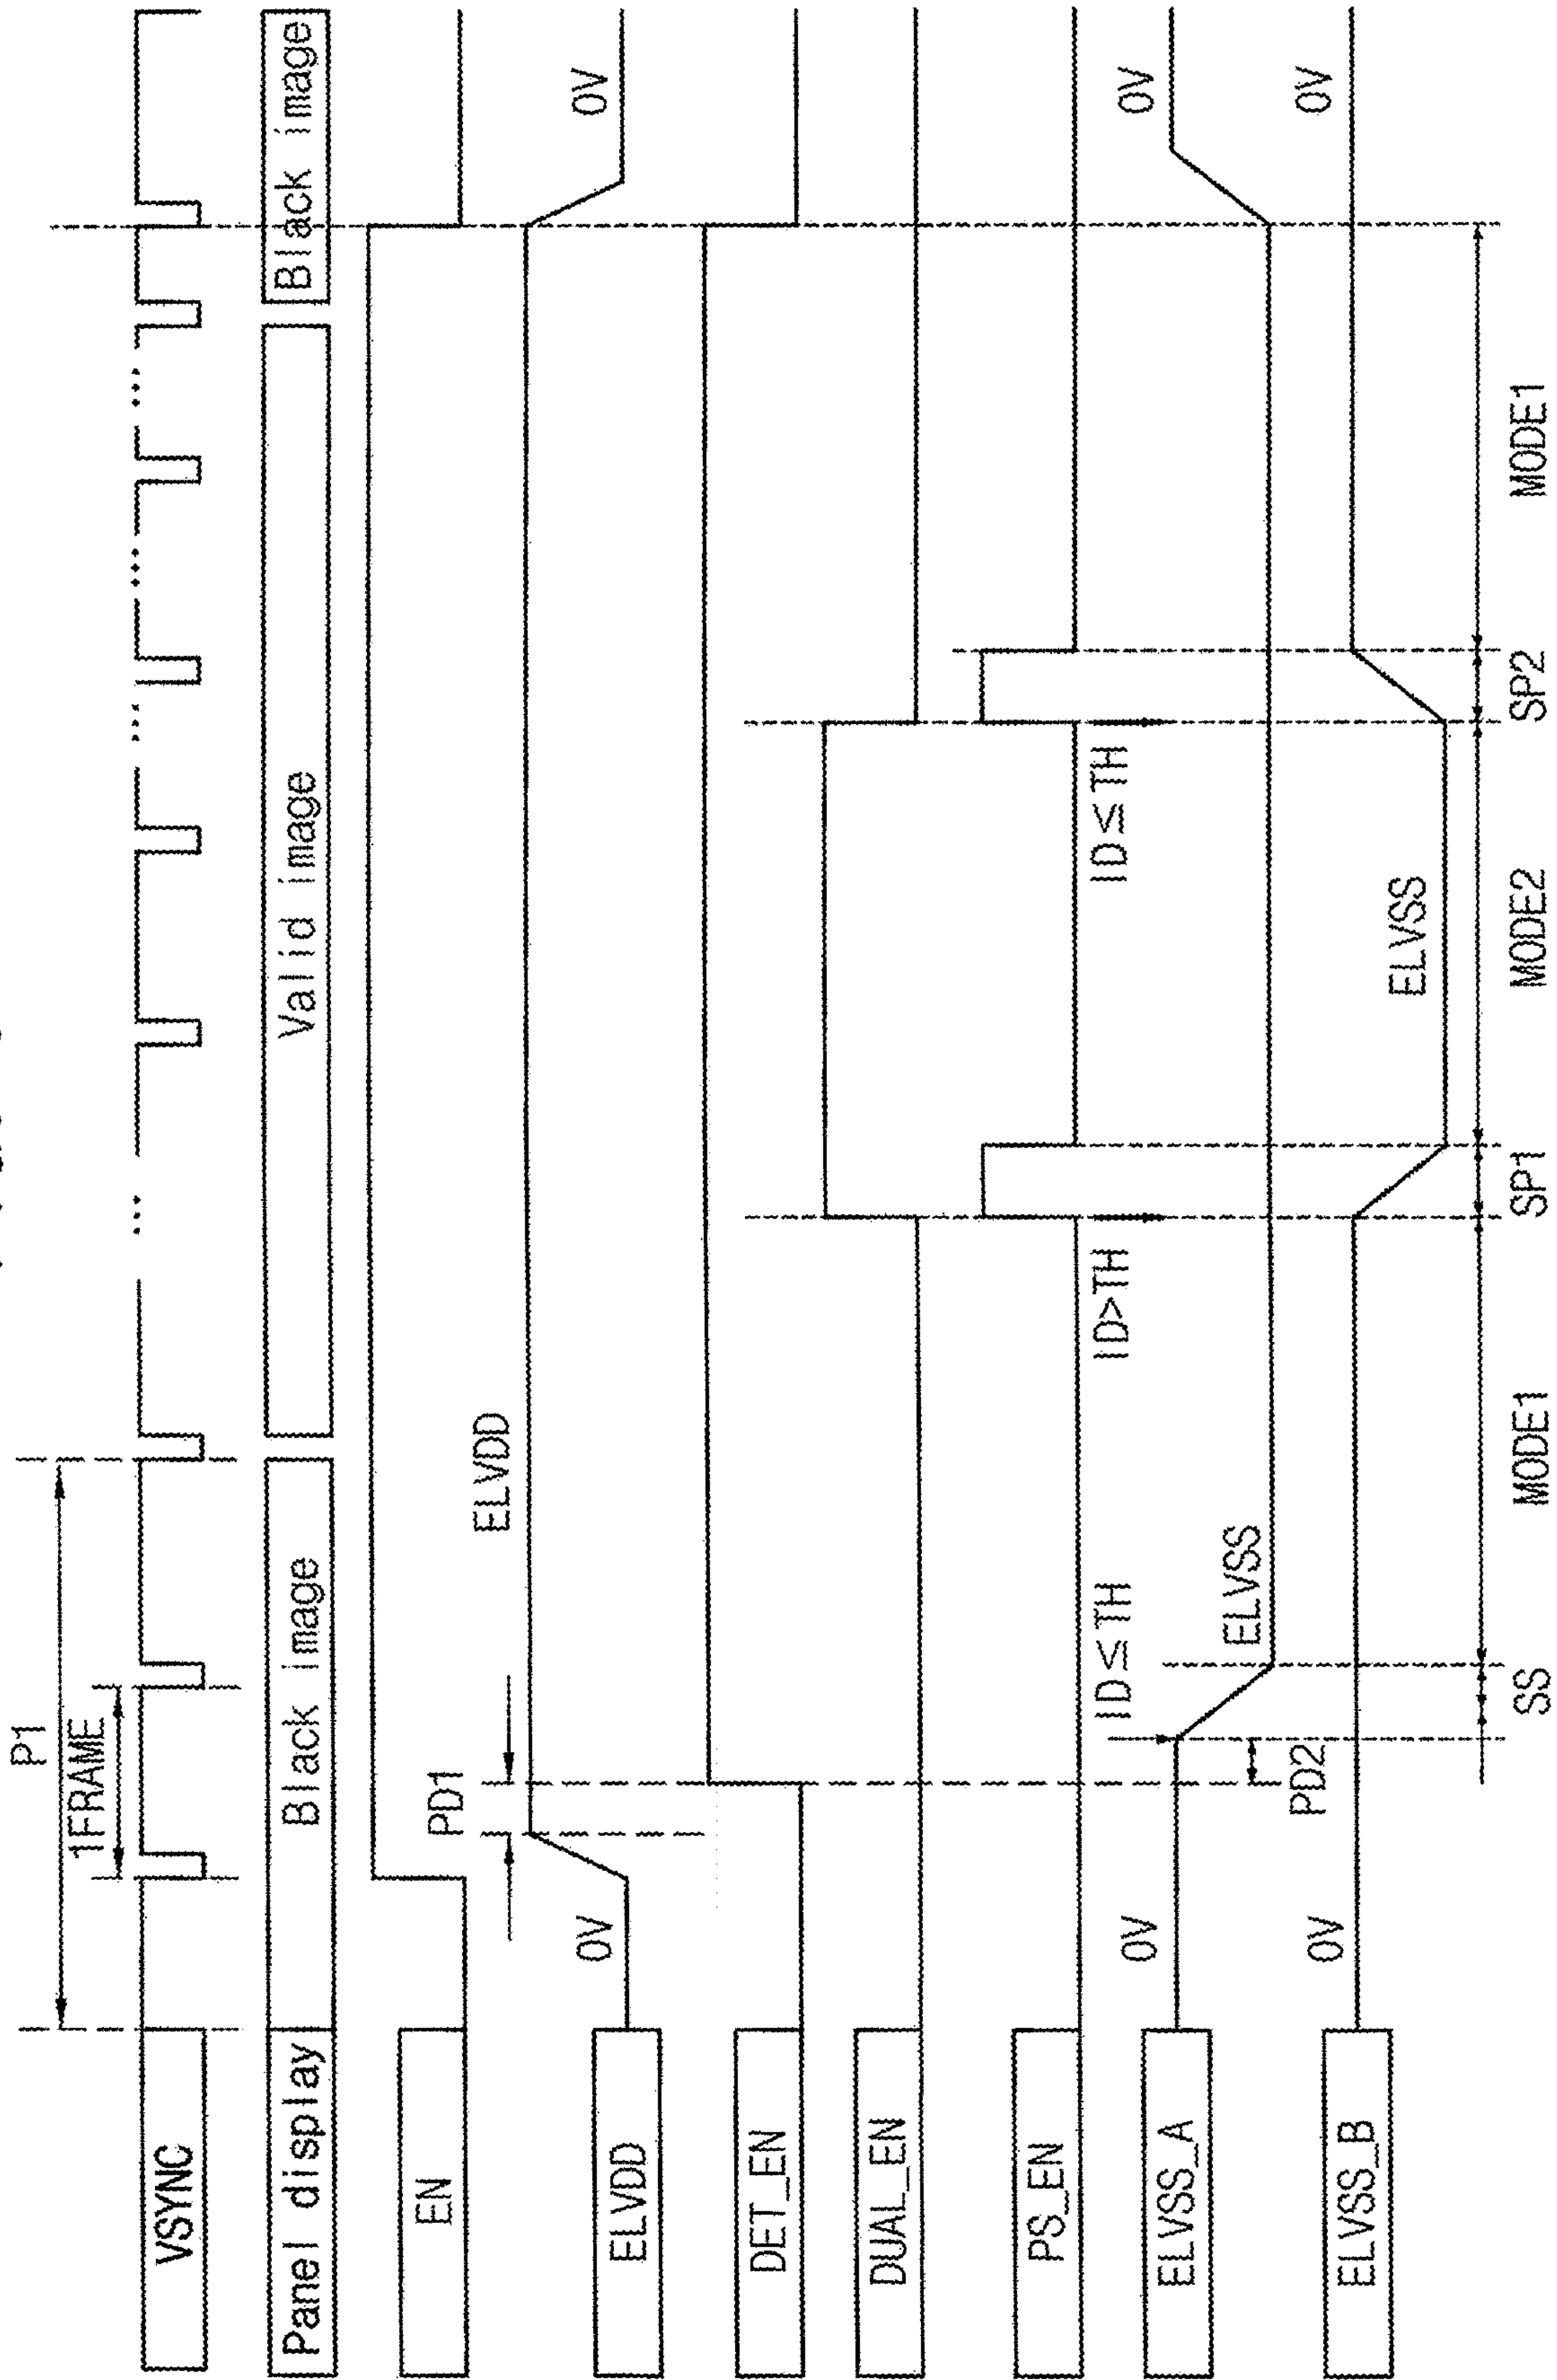 P1
1FRAME
VSYNC
...
...
...
...
Panel display
Black image
Valid image
Black image
EN
PD1
ELVDD
ELVDD
0V
0V
DET_EN
DUAL_EN
PS_EN
ID≤TH
ID>TH
ID≤TH
ELVSS_A
0V
ELVSS
0V
PD2
ELVSS_B
0V
ELVSS
0V
SS
MODE1
SP1
MODE2
SP2
MODE1